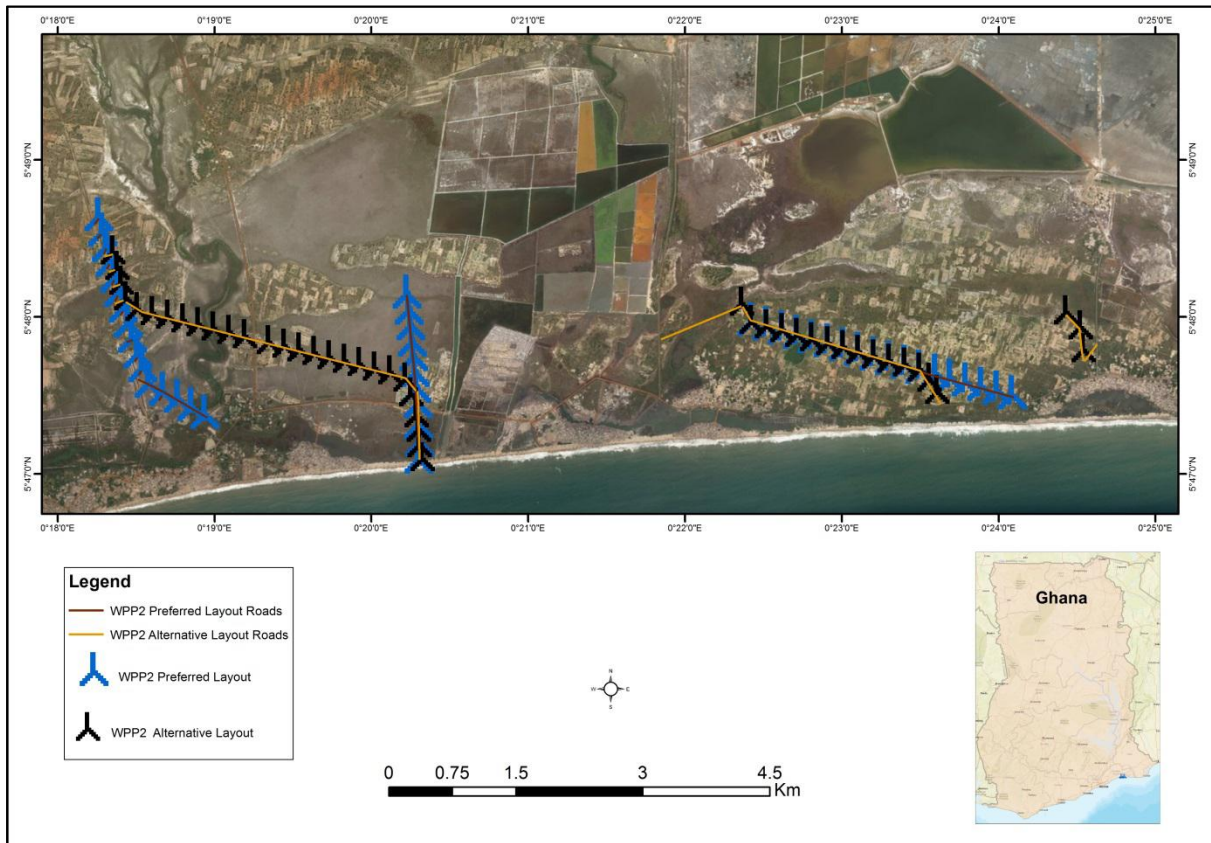 0°18'0"E 0°19'0"E 0°20'0"E 0°21'0"E 0°22'0"E 0°23'0"E 0°24'0"E 0°25'0"E
5°49'0"N 5°49'0"N
5°48'0"N 5°48'0"N
5°47'0"N 5°47'0"N
0°18'0"E 0°19'0"E 0°20'0"E 0°21'0"E 0°22'0"E 0°23'0"E 0°24'0"E 0°25'0"E
Legend
WPP2 Preferred Layout Roads
WPP2 Alternative Layout Roads
WPP2 Preferred Layout
WPP2 Alternative Layout
N
W E
S
0 0.75 1.5 3 4.5
Km
Ghana